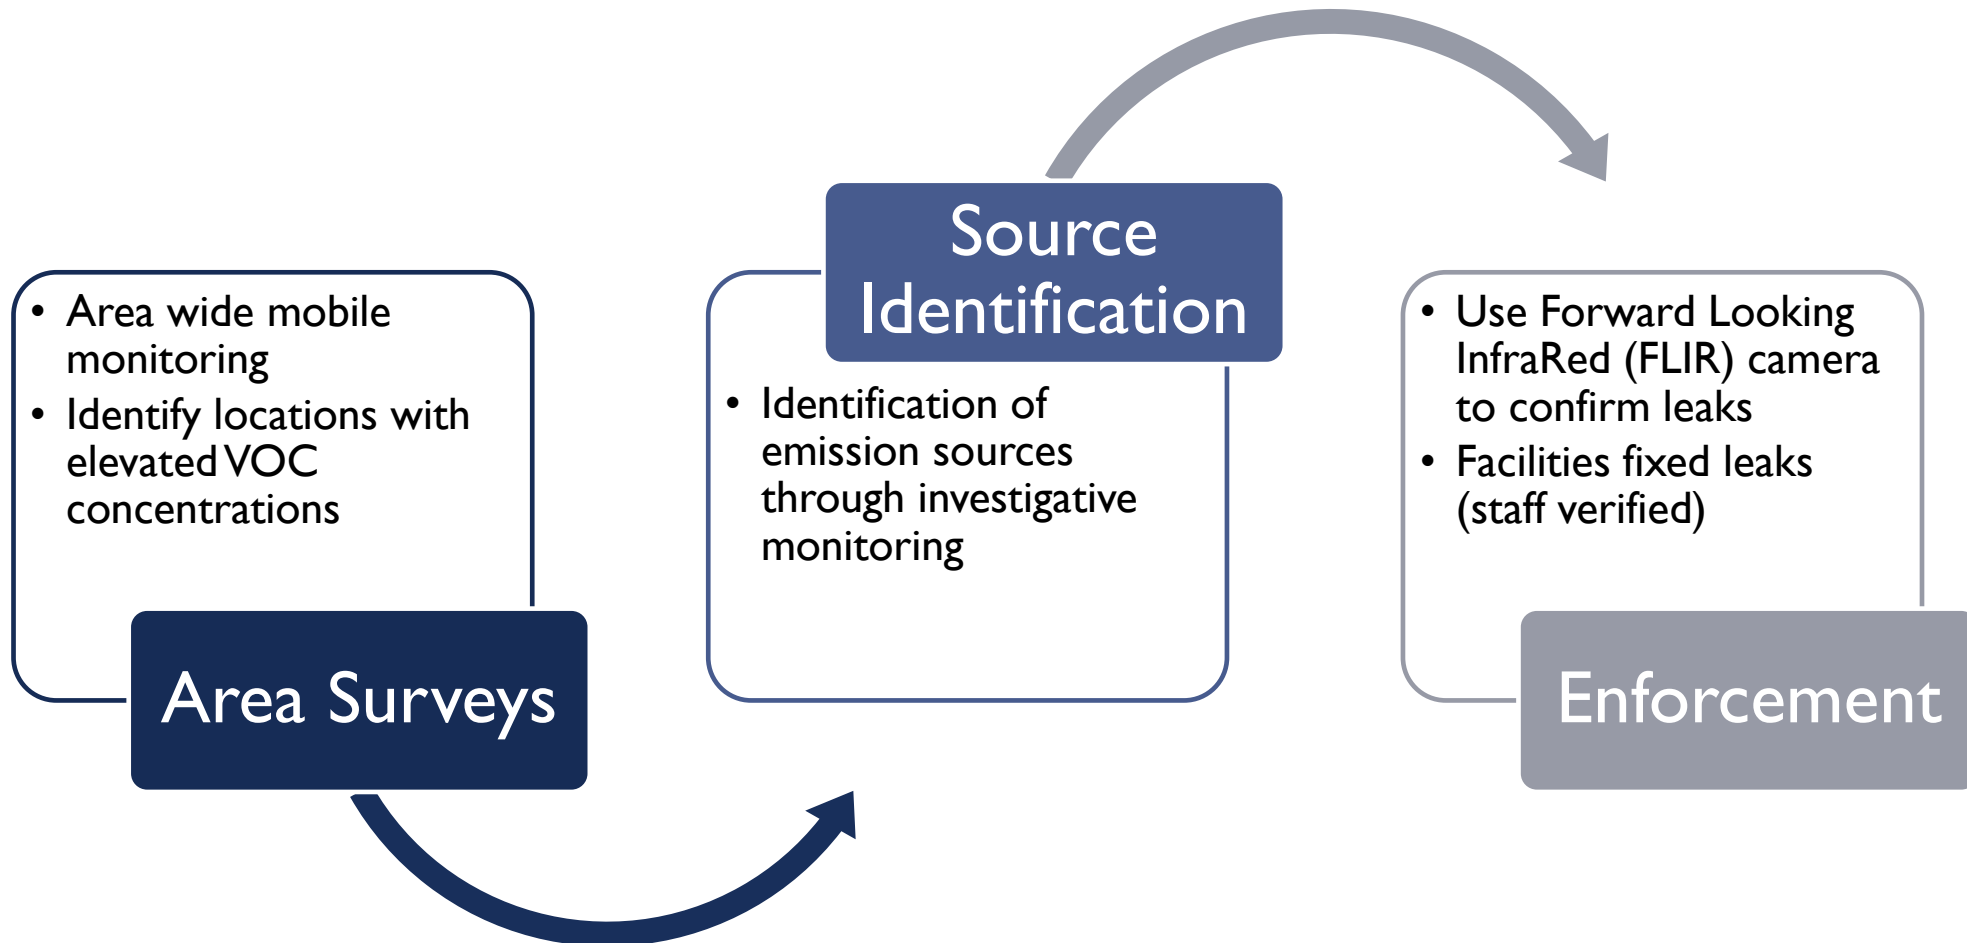 • Area wide mobile
monitoring
• Identify locations with
elevated VOC
concentrations
Area Surveys
Source
Identification
• Identification of
emission sources
through investigative
monitoring
• Use Forward Looking
InfraRed (FLIR) camera
to confirm leaks
• Facilities fixed leaks
(staff verified)
Enforcement